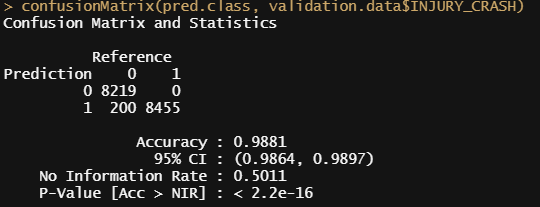 > confusionMatrix(pred.class, validation.data$INJURY_CRASH)
Confusion Matrix and Statistics
Reference
Prediction 0 1
0 8219 0
1 200 8455
Accuracy : 0.9881
95% CI : (0.9864, 0.9897)
No Information Rate : 0.5011
P-Value [Acc > NIR] : < 2.2e-16